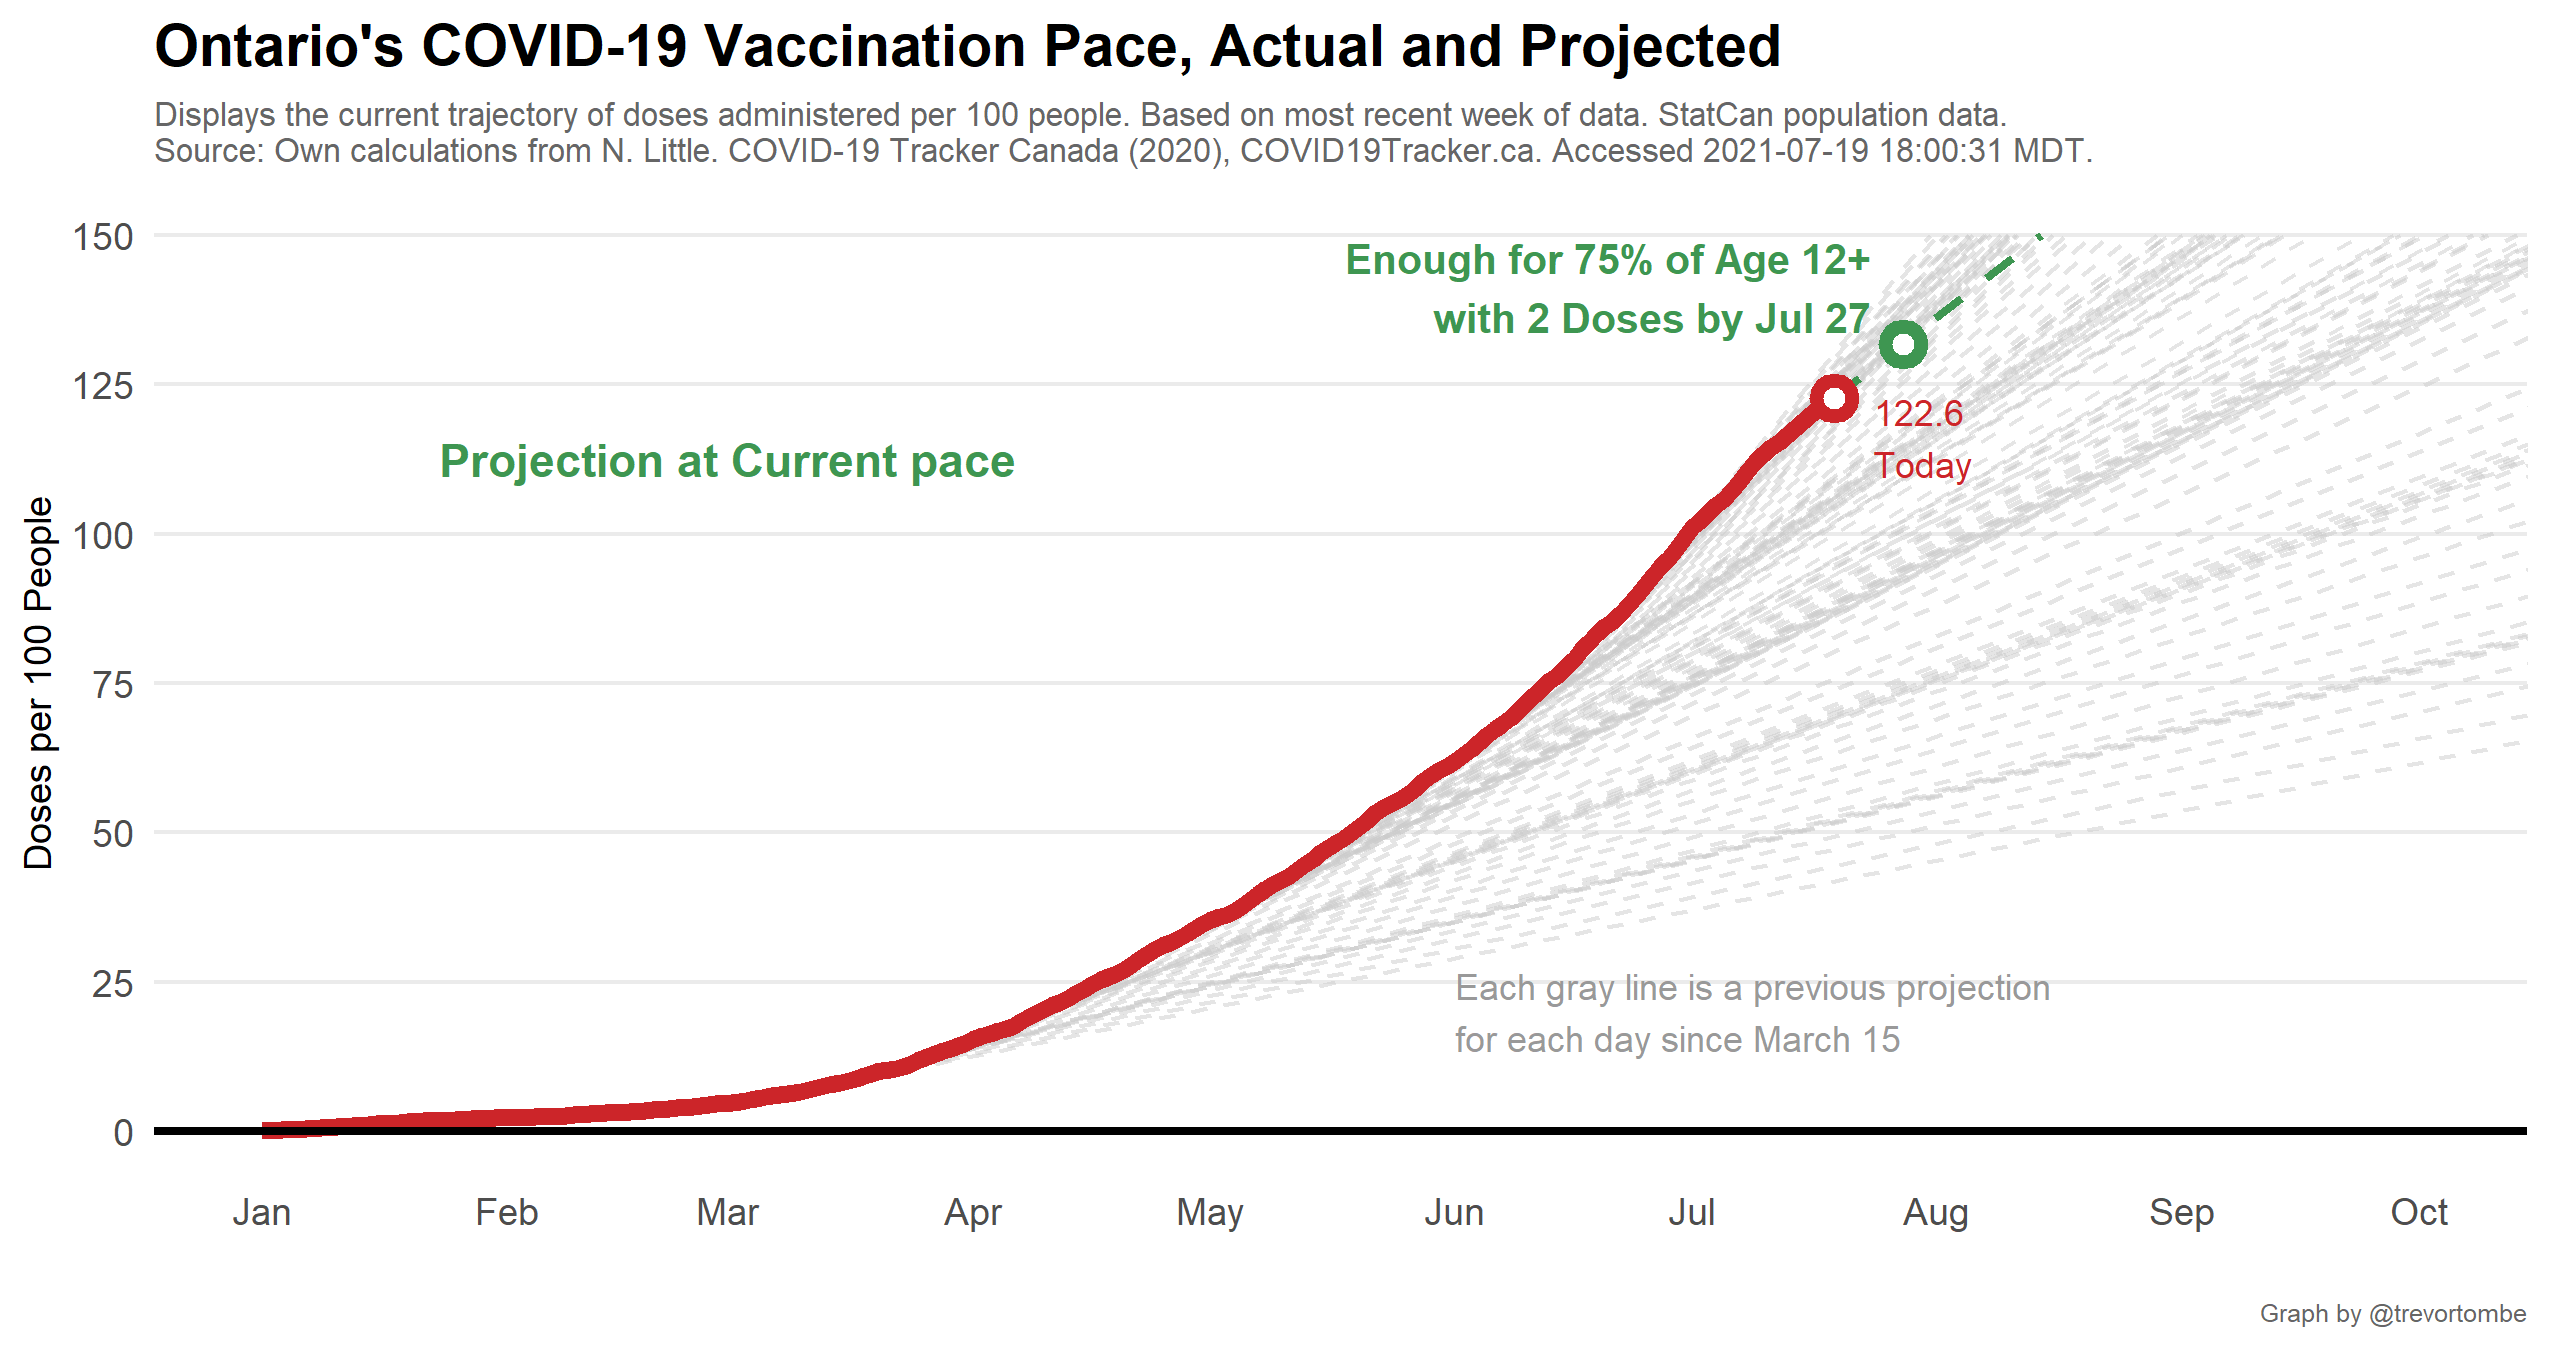 Ontario's COVID-19 Vaccination Pace, Actual and Projected
Displays the current trajectory of doses administered per 100 people. Based on most recent week of data. StatCan population data.
Source: Own calculations from N. Little. COVID-19 Tracker Canada (2020), COVID19Tracker.ca. Accessed 2021-07-19 18:00:31 MDT.
150
Enough for 75% of Age 12+
with 2 Doses by Jul 27
125
122.6
Today
Projection at Current pace
100
75
50
25
0
Doses per 100 People
Each gray line is a previous projection
for each day since March 15
Jan Feb Mar Apr May Jun Jul Aug Sep Oct
Graph by @trevortombe